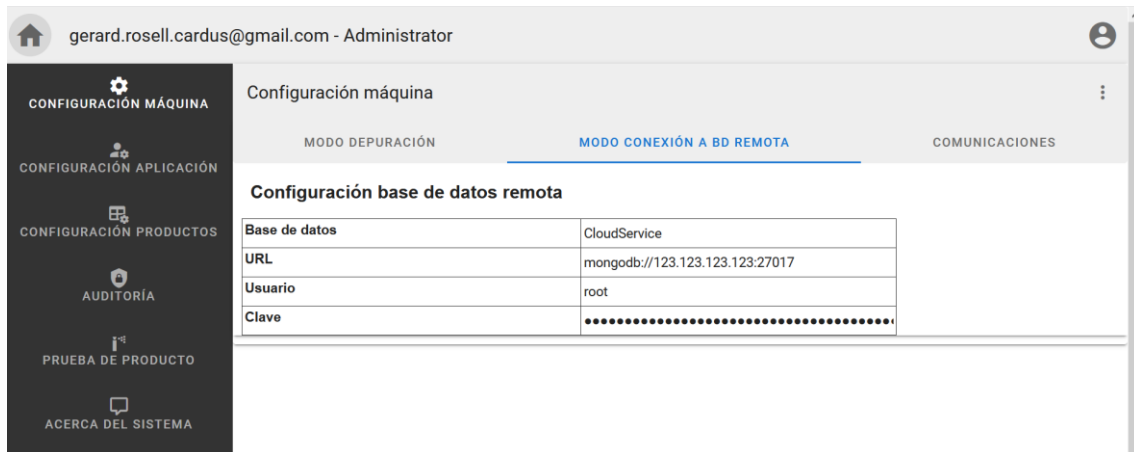 gerard.rosell.cardus@gmail.com - Administrator
CONFIGURACIÓN MÁQUINA
CONFIGURACIÓN APLICACIÓN
CONFIGURACIÓN PRODUCTOS
AUDITORÍA
PRUEBA DE PRODUCTO
ACERCA DEL SISTEMA
Configuración máquina
MODO DEPURACIÓN MODO CONEXIÓN A BD REMOTA COMUNICACIONES
Configuración base de datos remota
Base de datos CloudService
URL mongodb://123.123.123.123:27017
Usuario root
Clave ●●●●●●●●●●●●●●●●●●●●●●●●●●●●●●●●●●●●●●●